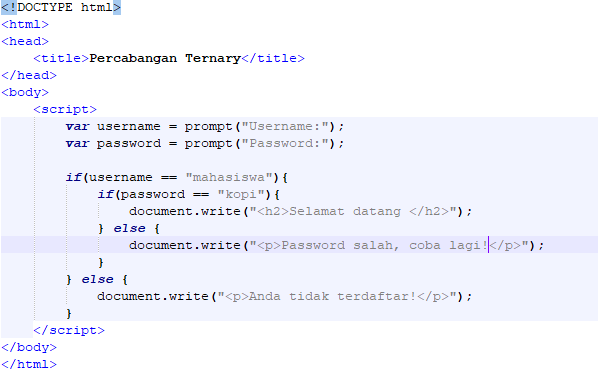 <!DOCTYPE html>
<html>
<head>
    <title>Percabangan Ternary</title>
</head>
<body>
    <script>
        var username = prompt("Username:");
        var password = prompt("Password:");

        if(username == "mahasiswa"){
            if(password == "kopi"){
                document.write("<h2>Selamat datang </h2>");
            } else {
                document.write("<p>Password salah, coba lagi!</p>");
            }
        } else {
            document.write("<p>Anda tidak terdaftar!</p>");
        }
    </script>
</body>
</html>